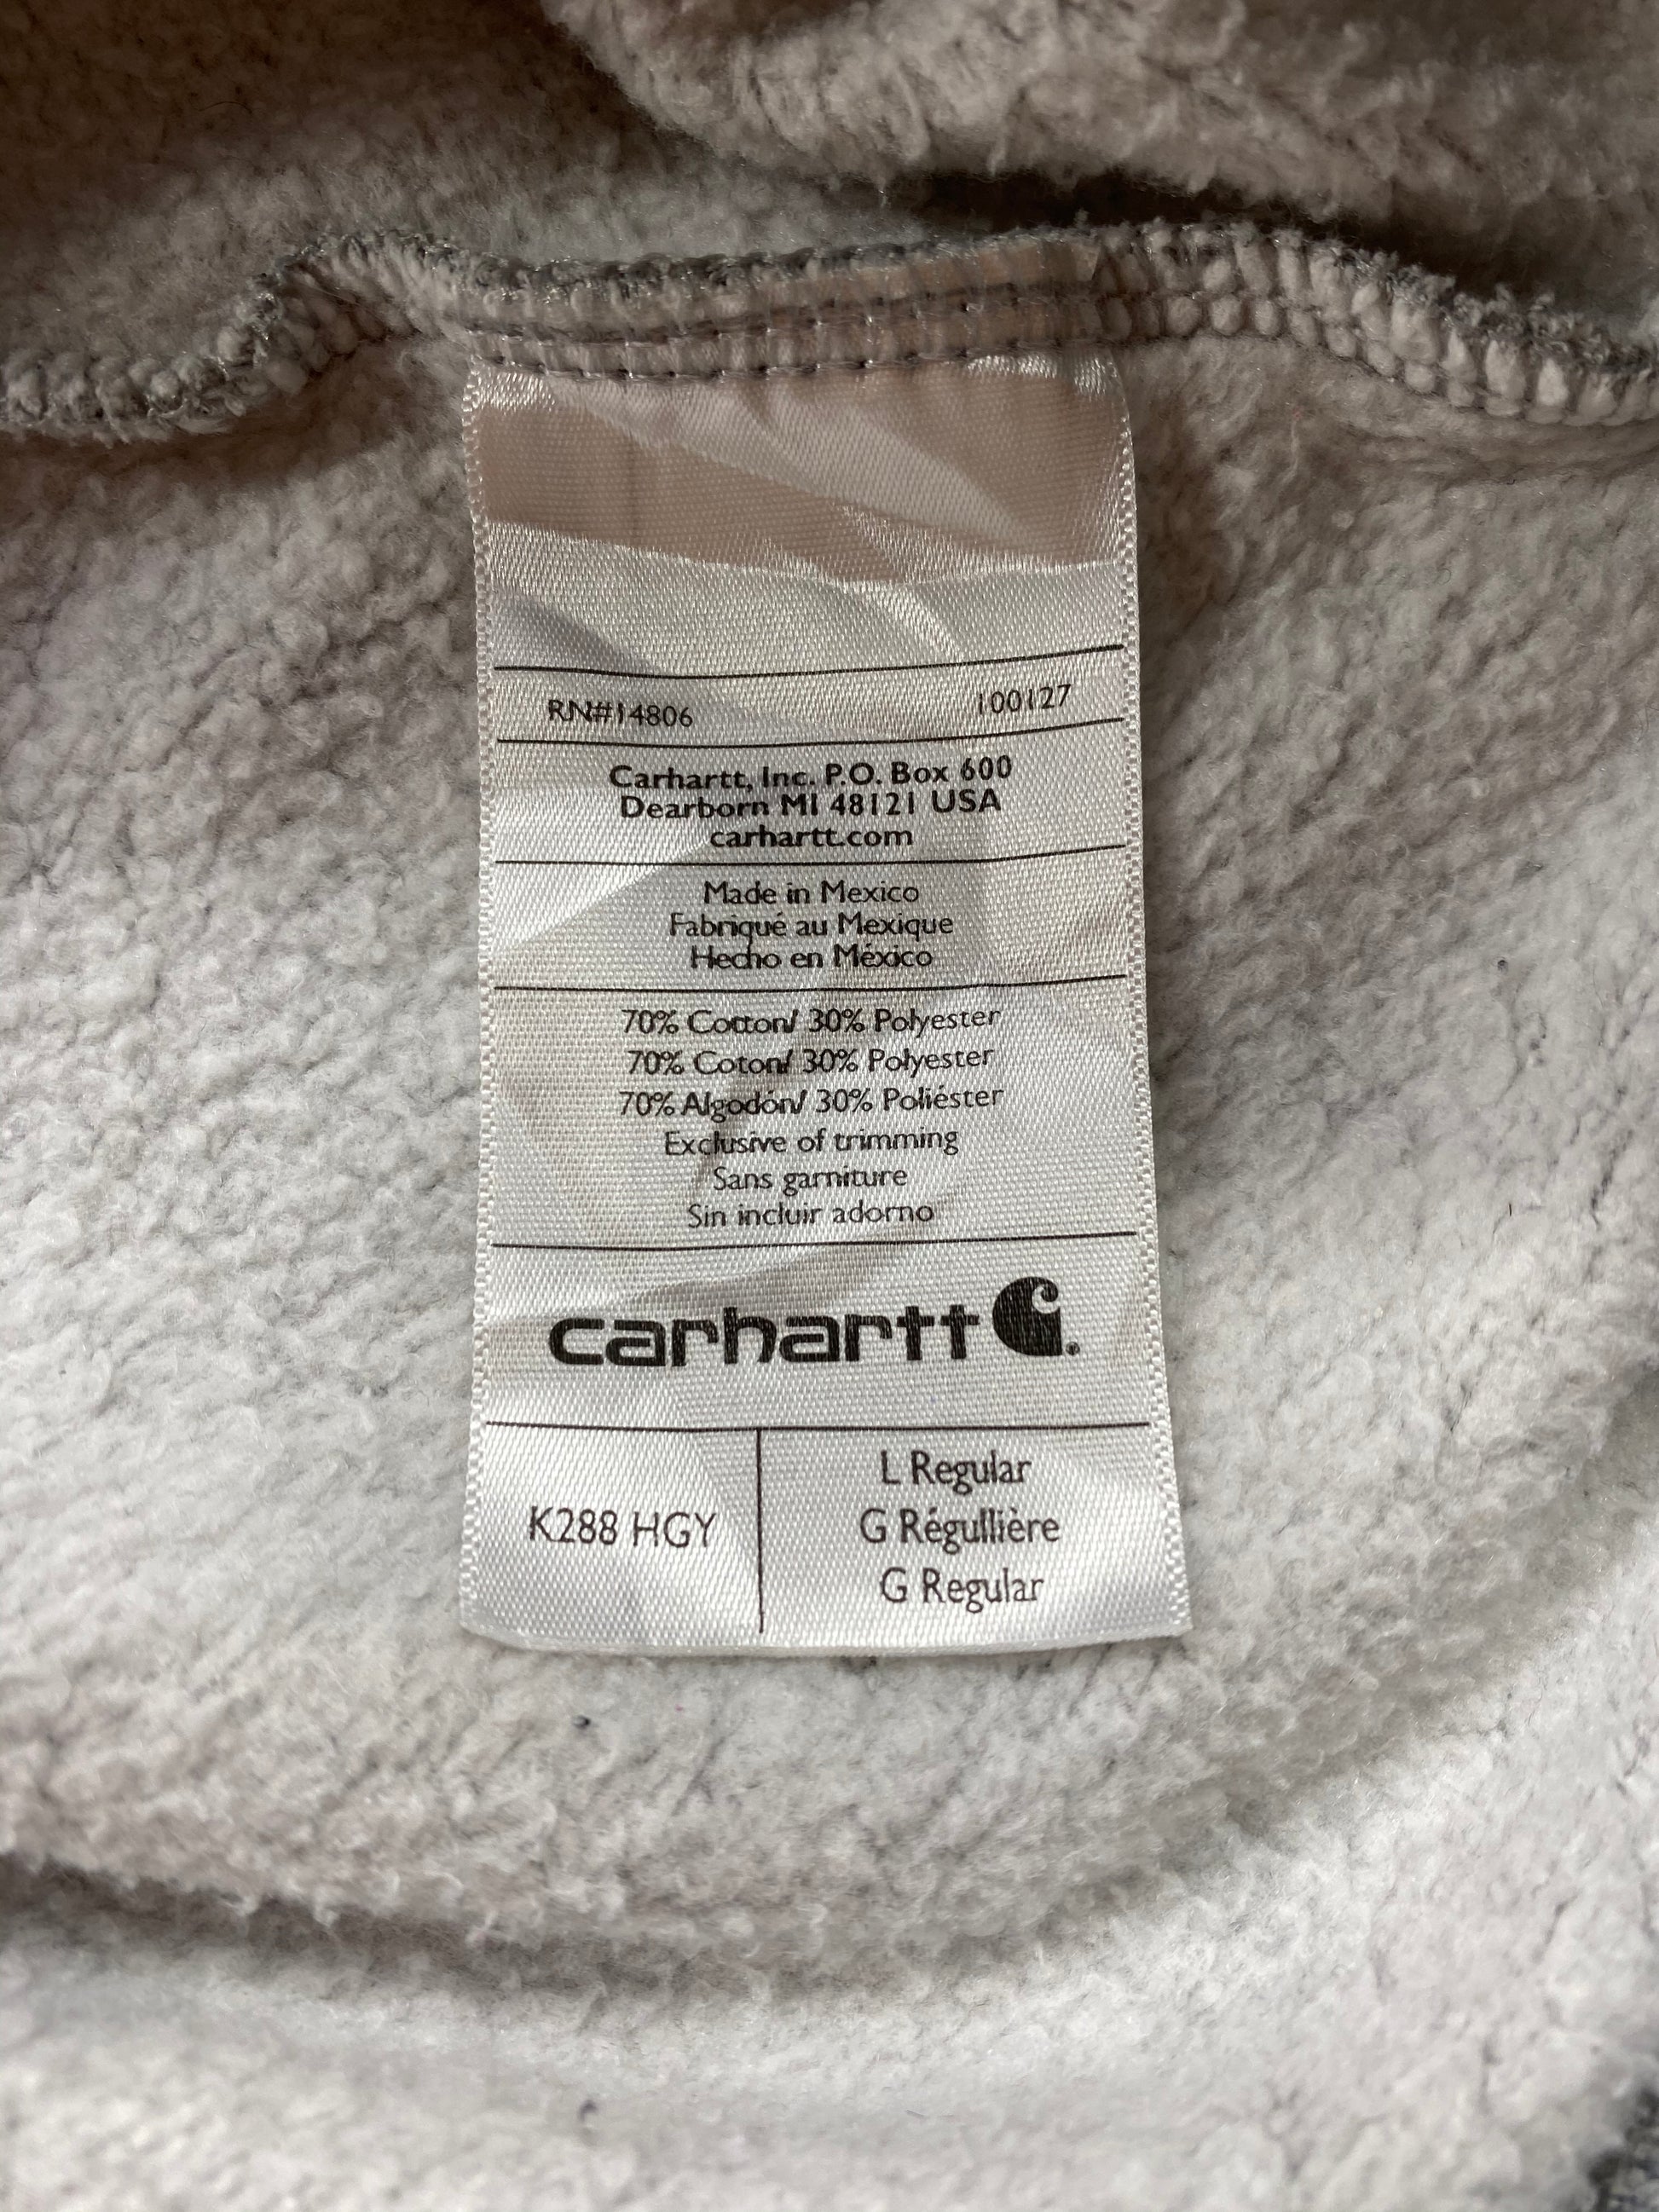 RN#14806 100127
Carhartt, Inc. P.O. Box 600
Dearborn MI 48121 USA
carhartt.com
Made in Mexico
Fabriqué au Mexique
Hecho en México
70% Cotton/ 30% Polyester
70% Coton/ 30% Polyester
70% Algodón/ 30% Poliéster
Exclusive of trimming
Sans garniture
Sin incluir adorno
carhartt
K288 HGY
L Regular
G Régullière
G Regular